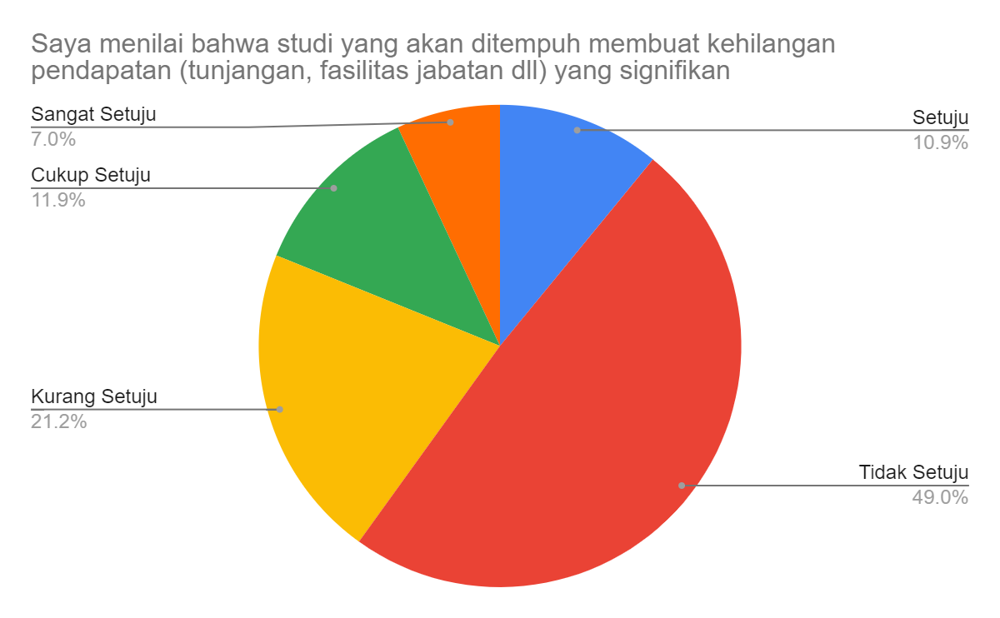 Saya menilai bahwa studi yang akan ditempuh membuat kehilangan
pendapatan (tunjangan, fasilitas jabatan dll) yang signifikan
Sangat Setuju
7.0%
Setuju
10.9%
Cukup Setuju
11.9%
Kurang Setuju
21.2%
Tidak Setuju
49.0%